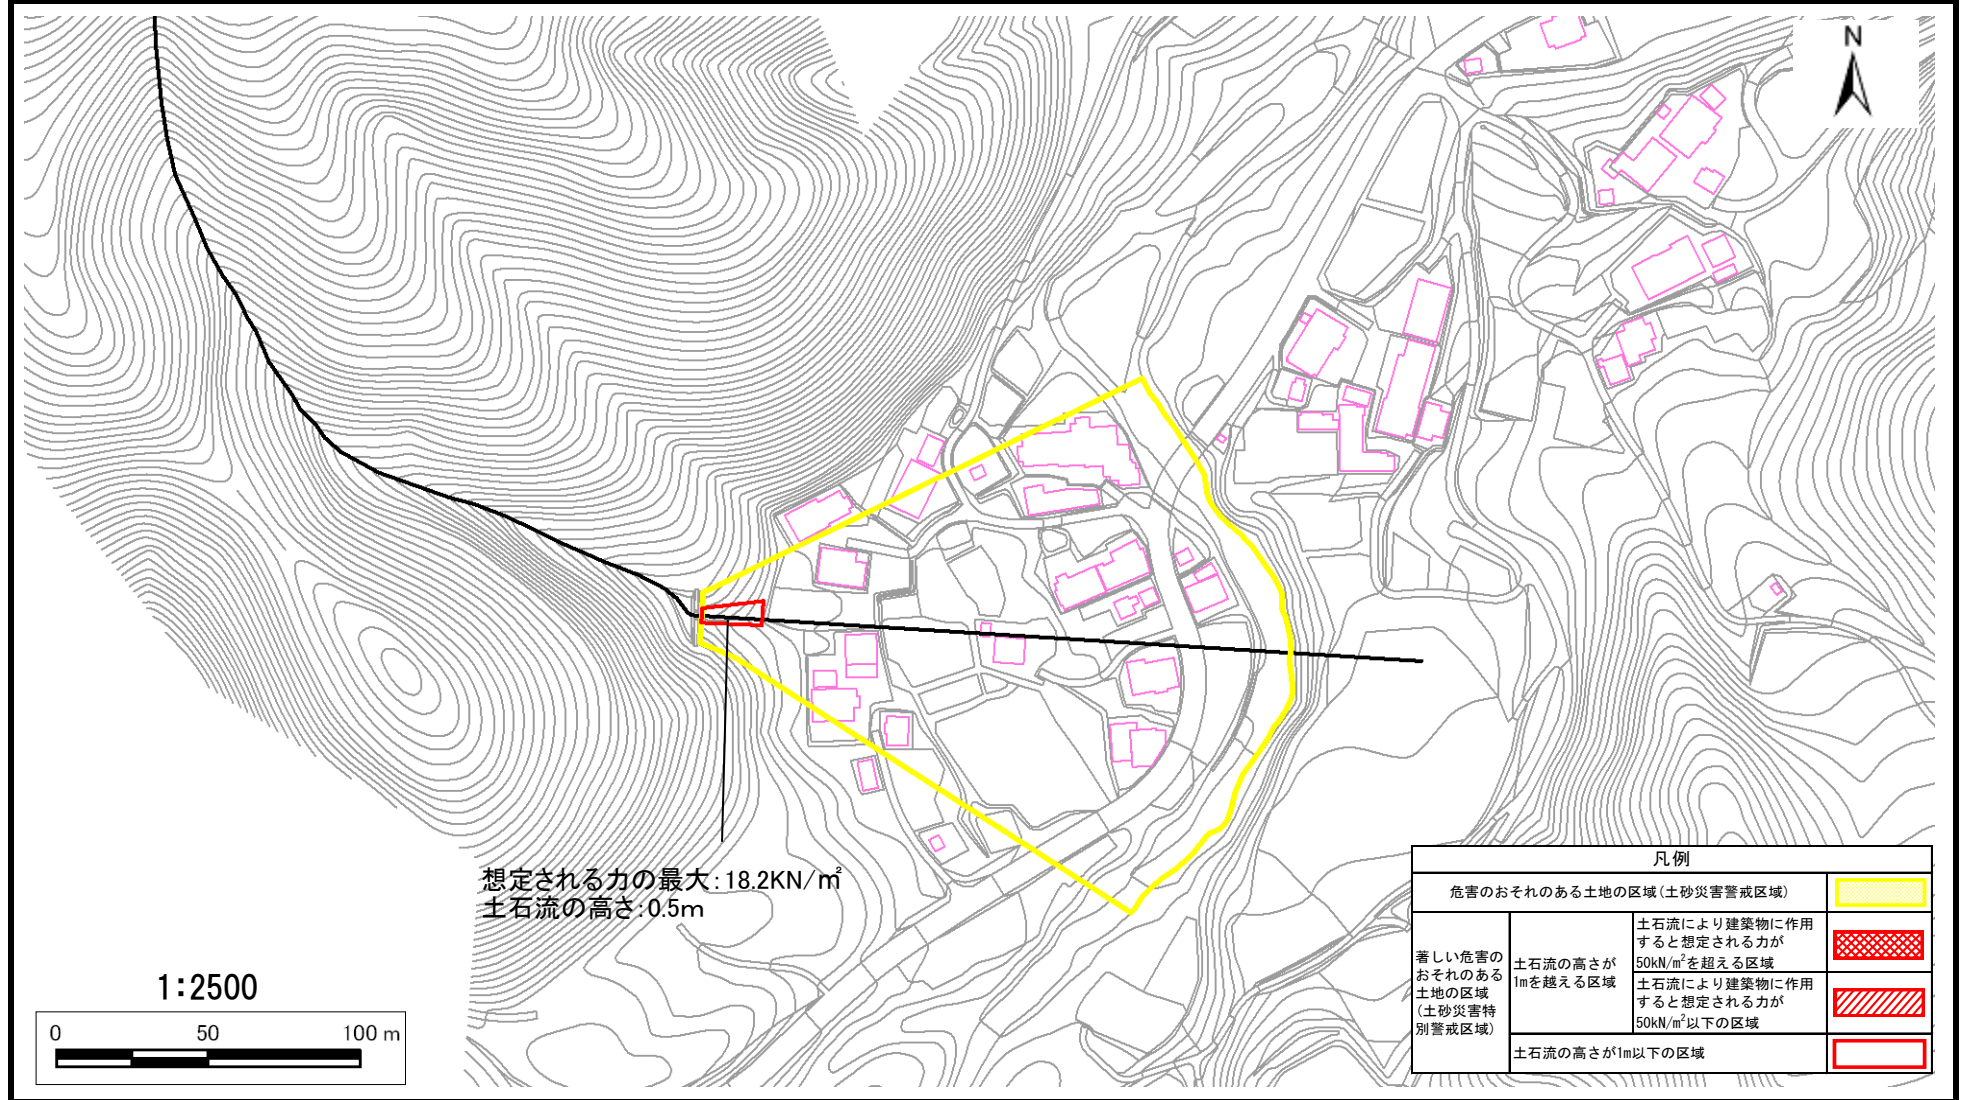 N
想定される力の最大：18.2KN/㎡
土石流の高さ：0.5m
1：2500
0 50 100 m
凡例
危害のおそれのある土地の区域（土砂災害警戒区域）
著しい危害の
おそれのある
土地の区域
（土砂災害特
別警戒区域）
土石流の高さが
1mを越える区域
土石流により建築物に作用
すると想定される力が
50kN/m²を超える区域
土石流により建築物に作用
すると想定される力が
50kN/m²以下の区域
土石流の高さが1m以下の区域